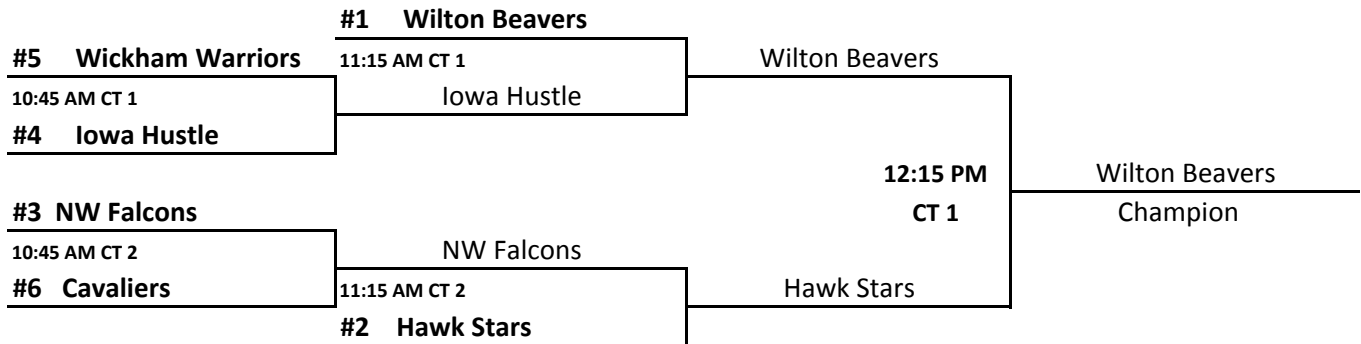 #1 Wilton Beavers
#5 Wickham Warriors 11:15 AM CT 1 Wilton Beavers
10:45 AM CT 1 Iowa Hustle
#4 Iowa Hustle
12:15 PM Wilton Beavers
#3 NW Falcons CT 1 Champion
10:45 AM CT 2 NW Falcons
#6 Cavaliers 11:15 AM CT 2 Hawk Stars
#2 Hawk Stars